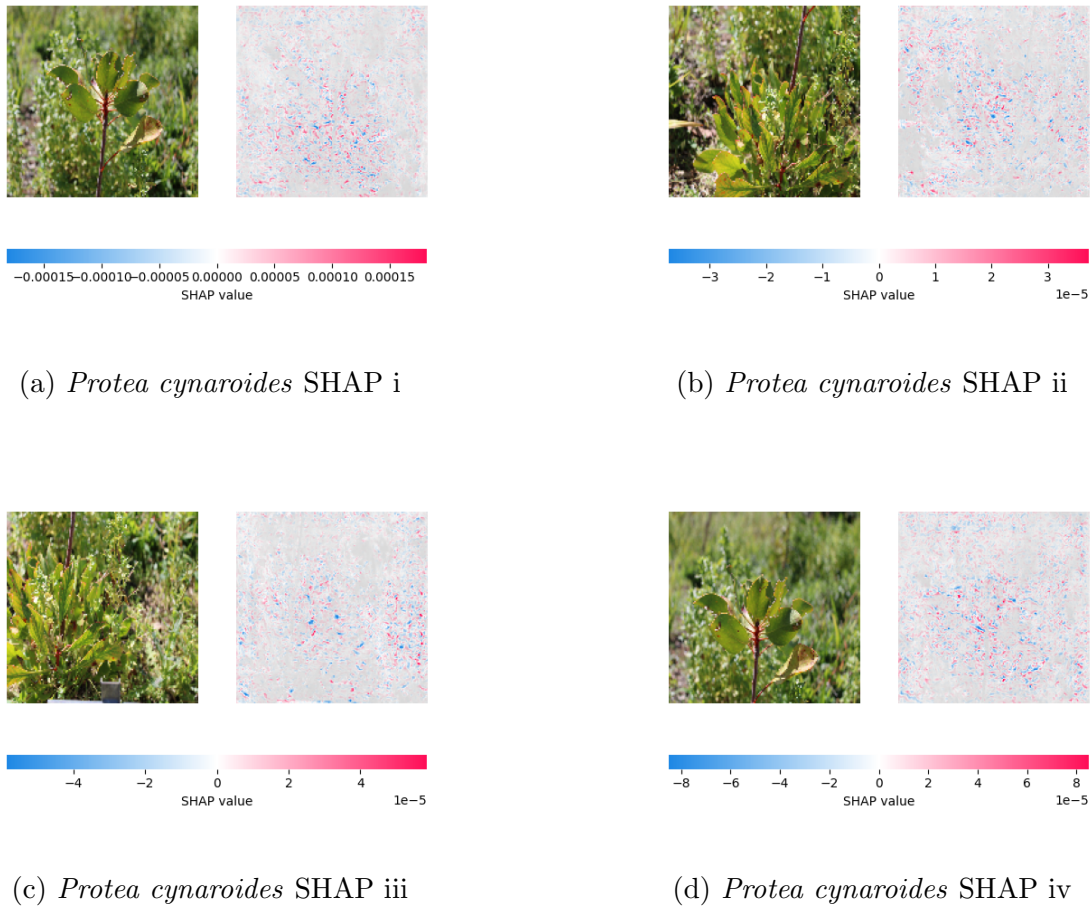 −0.00015 −0.00010 −0.00005 0.00000 0.00005 0.00010 0.00015
SHAP value
−3 −2 −1 0 1 2 3
1e−5
SHAP value
(a) Protea cynaroides SHAP i
(b) Protea cynaroides SHAP ii
−4 −2 0 2 4
1e−5
SHAP value
−8 −6 −4 −2 0 2 4 6 8
1e−5
SHAP value
(c) Protea cynaroides SHAP iii
(d) Protea cynaroides SHAP iv